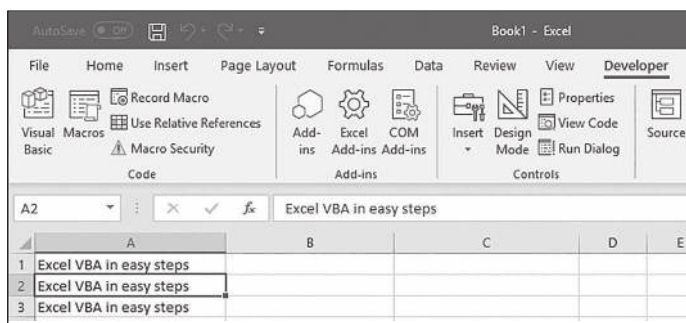 AutoSave Off Book1 - Excel
File Home Insert Page Layout Formulas Data Review View Developer
Visual Basic Macros Record Macro Use Relative References Macro Security Add-ins Excel Add-ins COM Add-ins Insert Design Mode Properties View Code Run Dialog Source
Code Add-ins Controls
A2 fx Excel VBA in easy steps
A B C D E
1 Excel VBA in easy steps
2 Excel VBA in easy steps
3 Excel VBA in easy steps